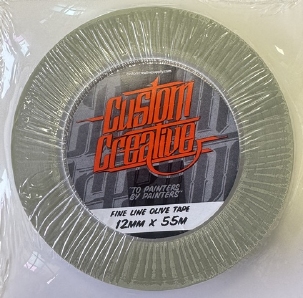 Custom
Creative
"TO PAINTERS
BY PAINTERS"
FINE LINE OLIVE TAPE
12MM X 55M